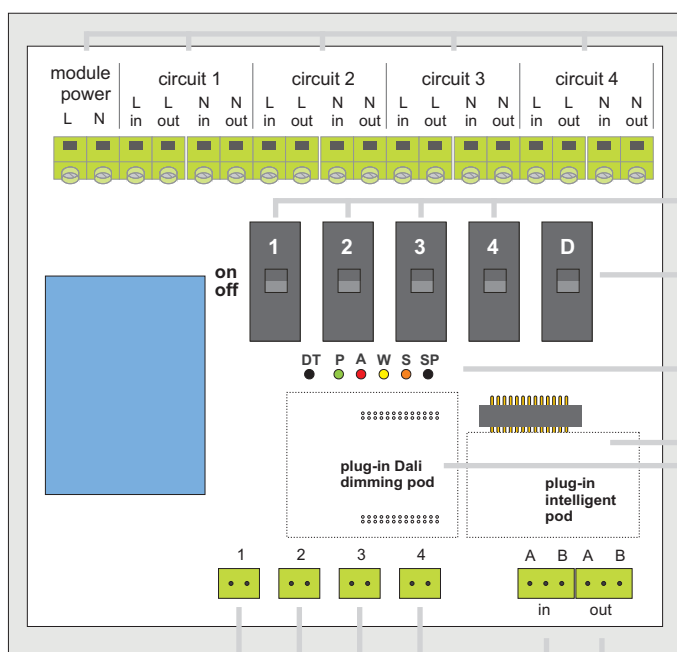 module
power
L N
circuit 1 circuit 2 circuit 3 circuit 4
L L N N L L N N L L N N L L N N
in out in out in out in out in out in out in out in out
1 2 3 4 D
on
off
DT P A W S SP
plug-in Dali
dimming pod
plug-in
intelligent
pod
1 2 3 4
A B A B
in out